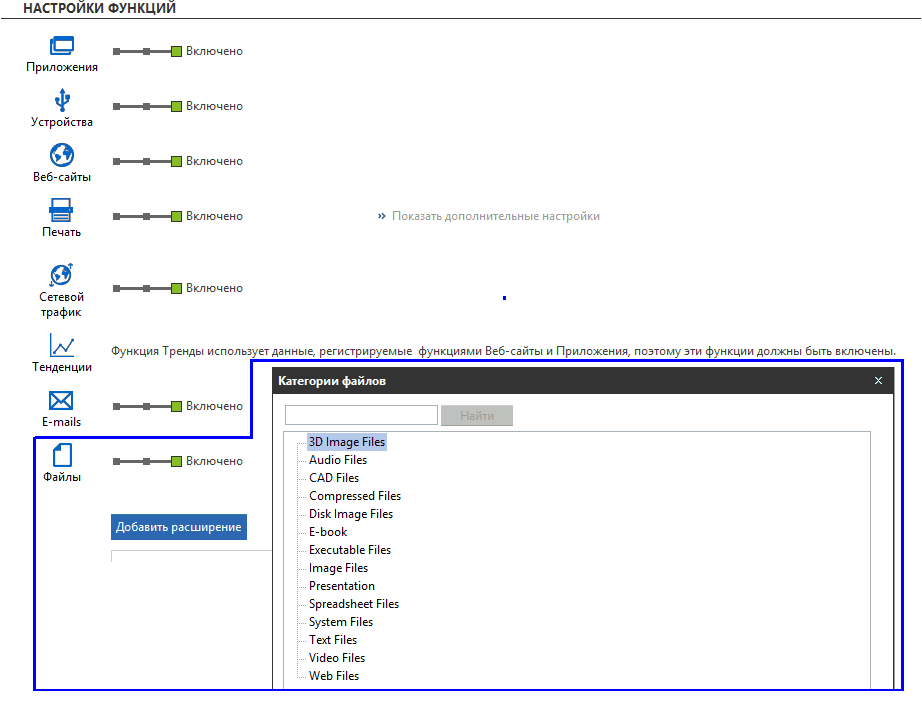 НАСТРОЙКИ ФУНКЦИЙ
Приложения
Включено
Устройства
Включено
Веб-сайты
Включено
Печать
Включено
» Показать дополнительные настройки
Сетевой
трафик
Включено
Тенденции
Функция Тренды использует данные, регистрируемые функциями Веб-сайты и Приложения, поэтому эти функции должны быть включены.
E-mails
Включено
Файлы
Включено
Добавить расширение
Категории файлов
Найти
3D Image Files
Audio Files
CAD Files
Compressed Files
Disk Image Files
E-book
Executable Files
Image Files
Presentation
Spreadsheet Files
System Files
Text Files
Video Files
Web Files